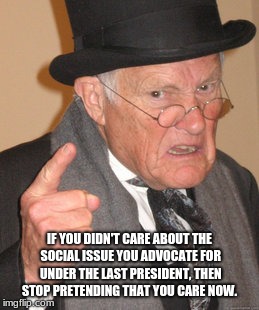 IF YOU DIDN'T CARE ABOUT THE
SOCIAL ISSUE YOU ADVOCATE FOR
UNDER THE LAST PRESIDENT, THEN
STOP PRETENDING THAT YOU CARE NOW.
imgflip.com